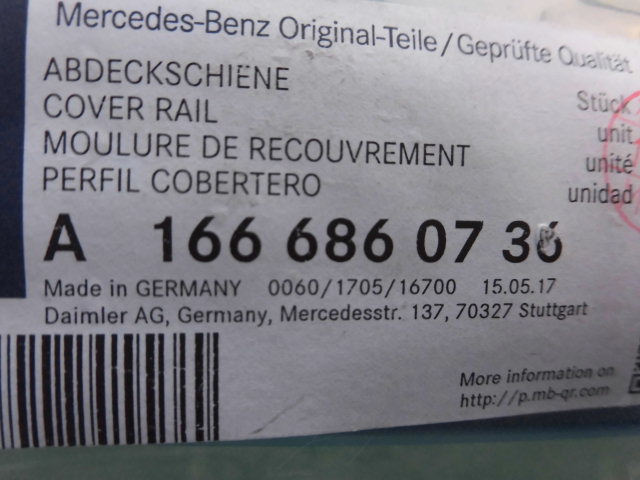 Mercedes-Benz Original-Teile/Geprüfte Qualität
ABDECKSCHIENE
COVER RAIL
MOULURE DE RECOUVREMENT
PERFIL COBERTERO
Stück
unit
unité
unidad
A 166 686 07 36
Made in GERMANY 0060/1705/16700 15.05.17
Daimler AG, Germany, Mercedesstr. 137, 70327 Stuttgart
More information on
http://p.mb-qr.com